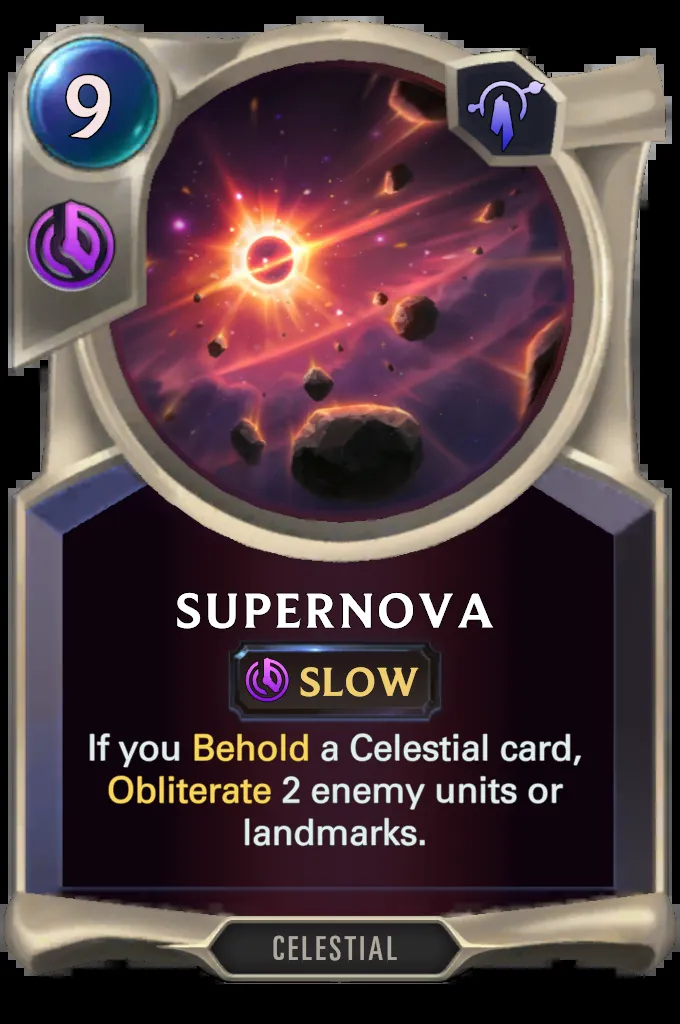 9
SUPERNOVA
SLOW
If you Behold a Celestial card,
Obliterate 2 enemy units or
landmarks.
CELESTIAL